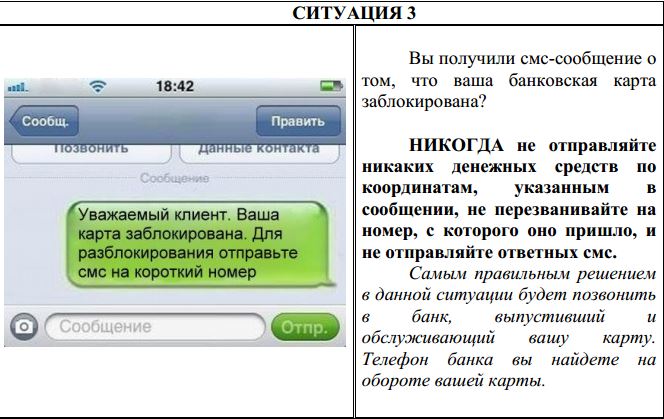 СИТУАЦИЯ 3
18:42
Сообщ.
Править
Позвонить
Данные контакта
Сообщение
Уважаемый клиент. Ваша
карта заблокирована. Для
разблокирования отправьте
смс на короткий номер
Сообщение
Отпр.
Вы получили смс-сообщение о
том, что ваша банковская карта
заблокирована?
НИКОГДА не отправляйте
никаких денежных средств по
координатам, указанным в
сообщении, не перезванивайте на
номер, с которого оно пришло, и
не отправляйте ответных смс.
Самым правильным решением
в данной ситуации будет позвонить
в банк, выпустивший и
обслуживающий вашу карту.
Телефон банка вы найдете на
обороте вашей карты.